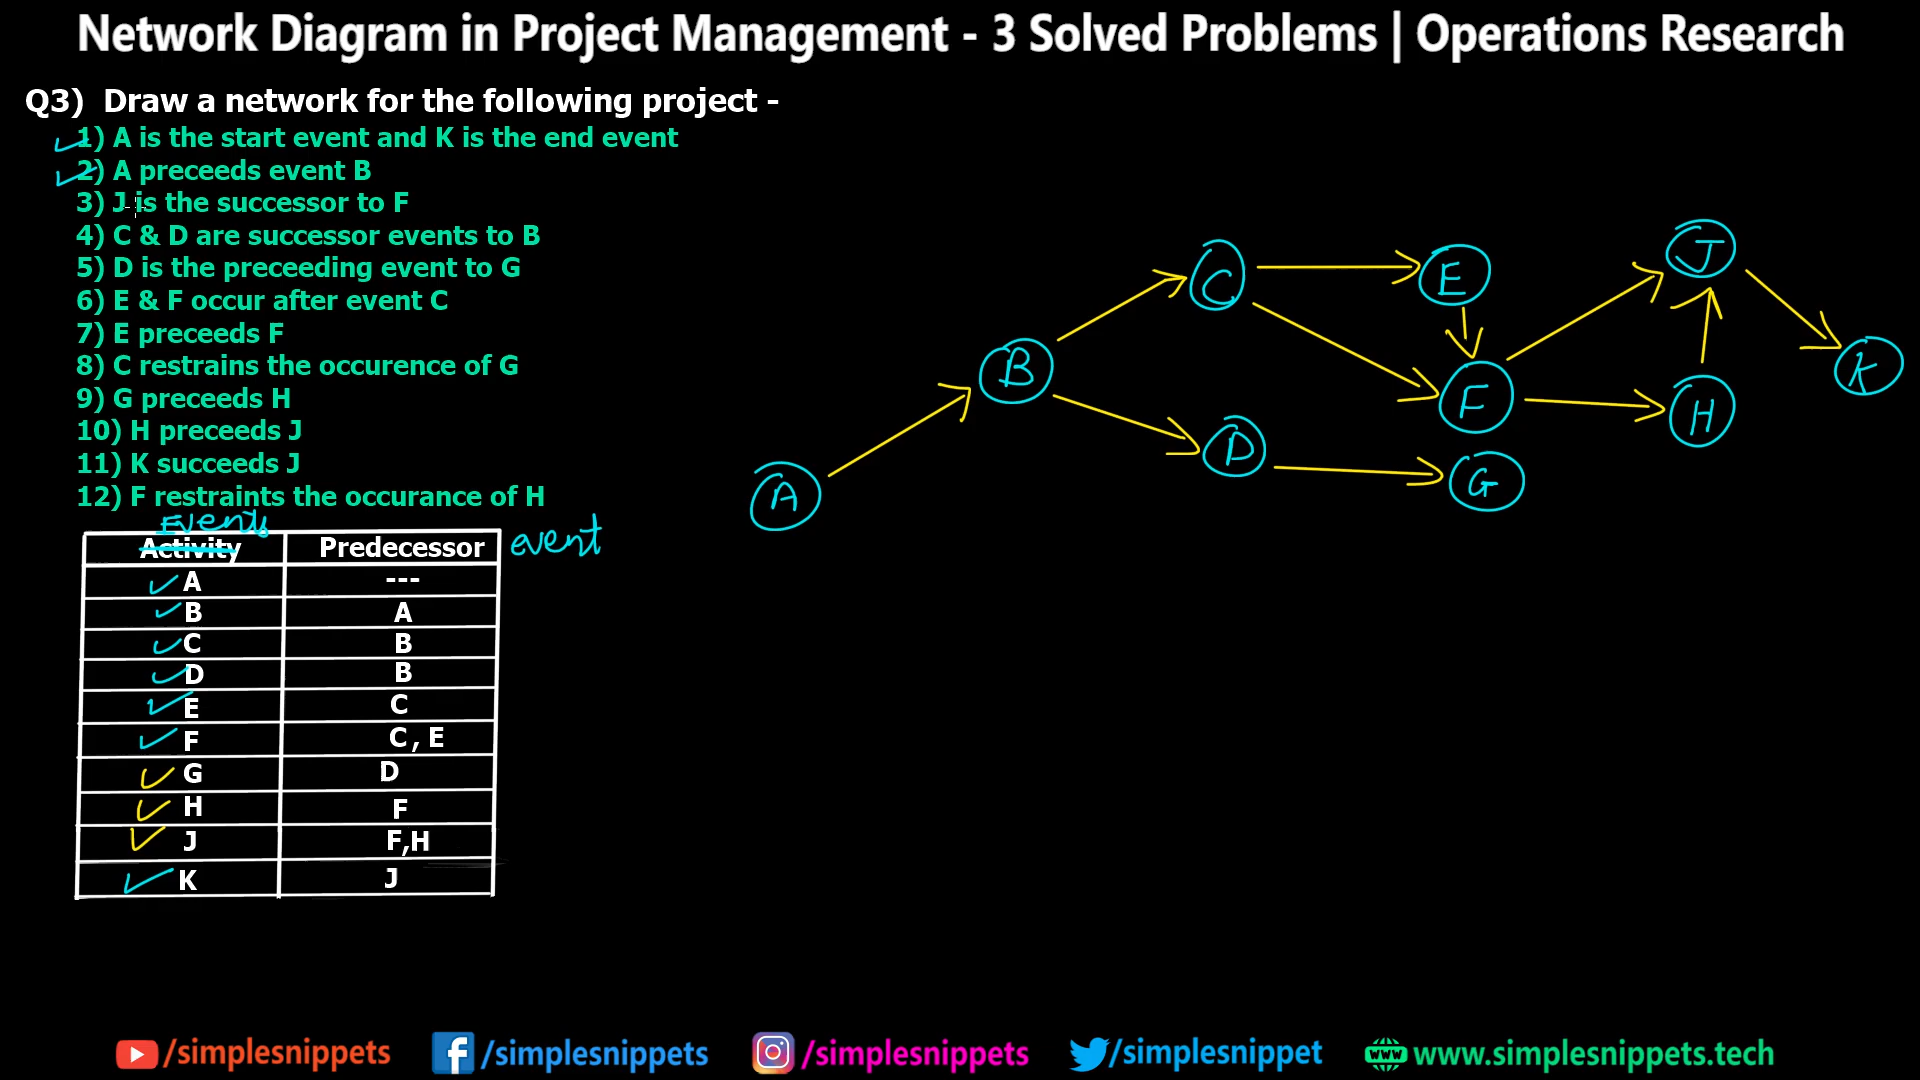 Network Diagram in Project Management - 3 Solved Problems | Operations Research
Q3) Draw a network for the following project -
1) A is the start event and K is the end event
2) A preceeds event B
3) J is the successor to F
4) C & D are successor events to B
5) D is the preceeding event to G
6) E & F occur after event C
7) E preceeds F
8) C restrains the occurence of G
9) G preceeds H
10) H preceeds J
11) K succeeds J
12) F restraints the occurance of H
Events
Activity Predecessor event
A ---
B A
C B
D B
E C
F C , E
G D
H F
J F,H
K J
A
B
C
D
E
F
G
J
H
K
/simplesnippets /simplesnippets /simplesnippets /simplesnippet WWW www.simplesnippets.tech